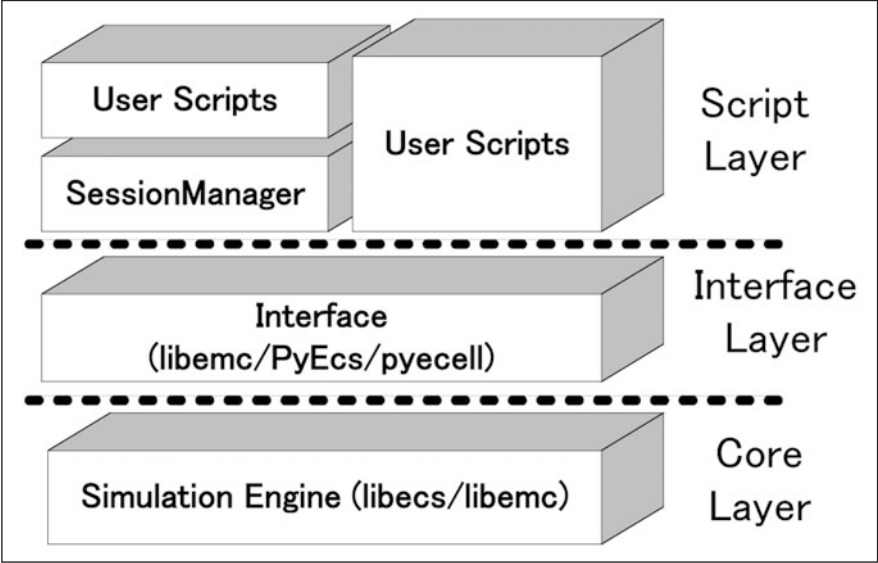 User Scripts
SessionManager
User Scripts
Script
Layer
Interface
(libemc/PyEcs/pyecell)
Interface
Layer
Simulation Engine (libecs/libemc)
Core
Layer